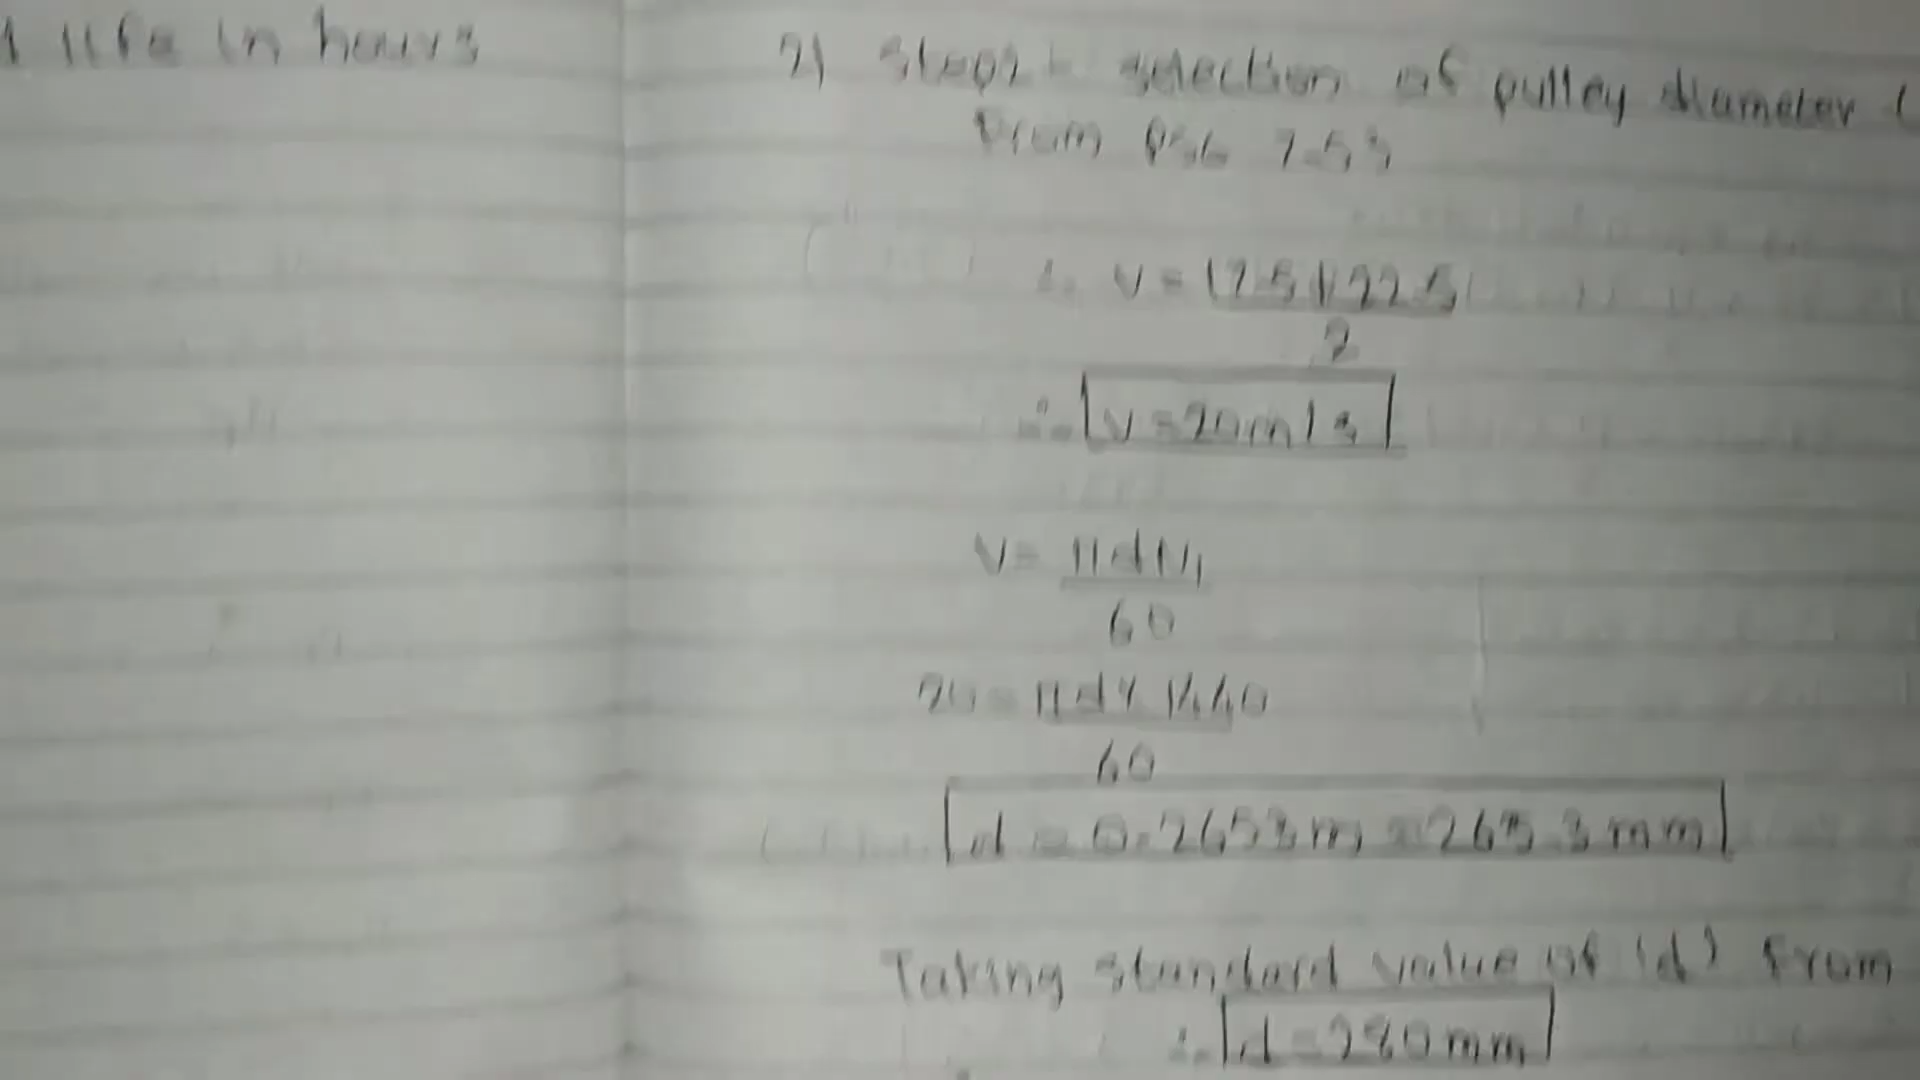 life in hours
2) Step 2 - selection of pulley diameter (
From PSG 7.53
∴ v = 17.5 + 22.5
2
∴ v = 20 m/s
v = πdN1
60
20 = πd × 1440
60
d = 0.2653 m = 265.3 mm
Taking standard value of 'd' from
∴ d = 280 mm